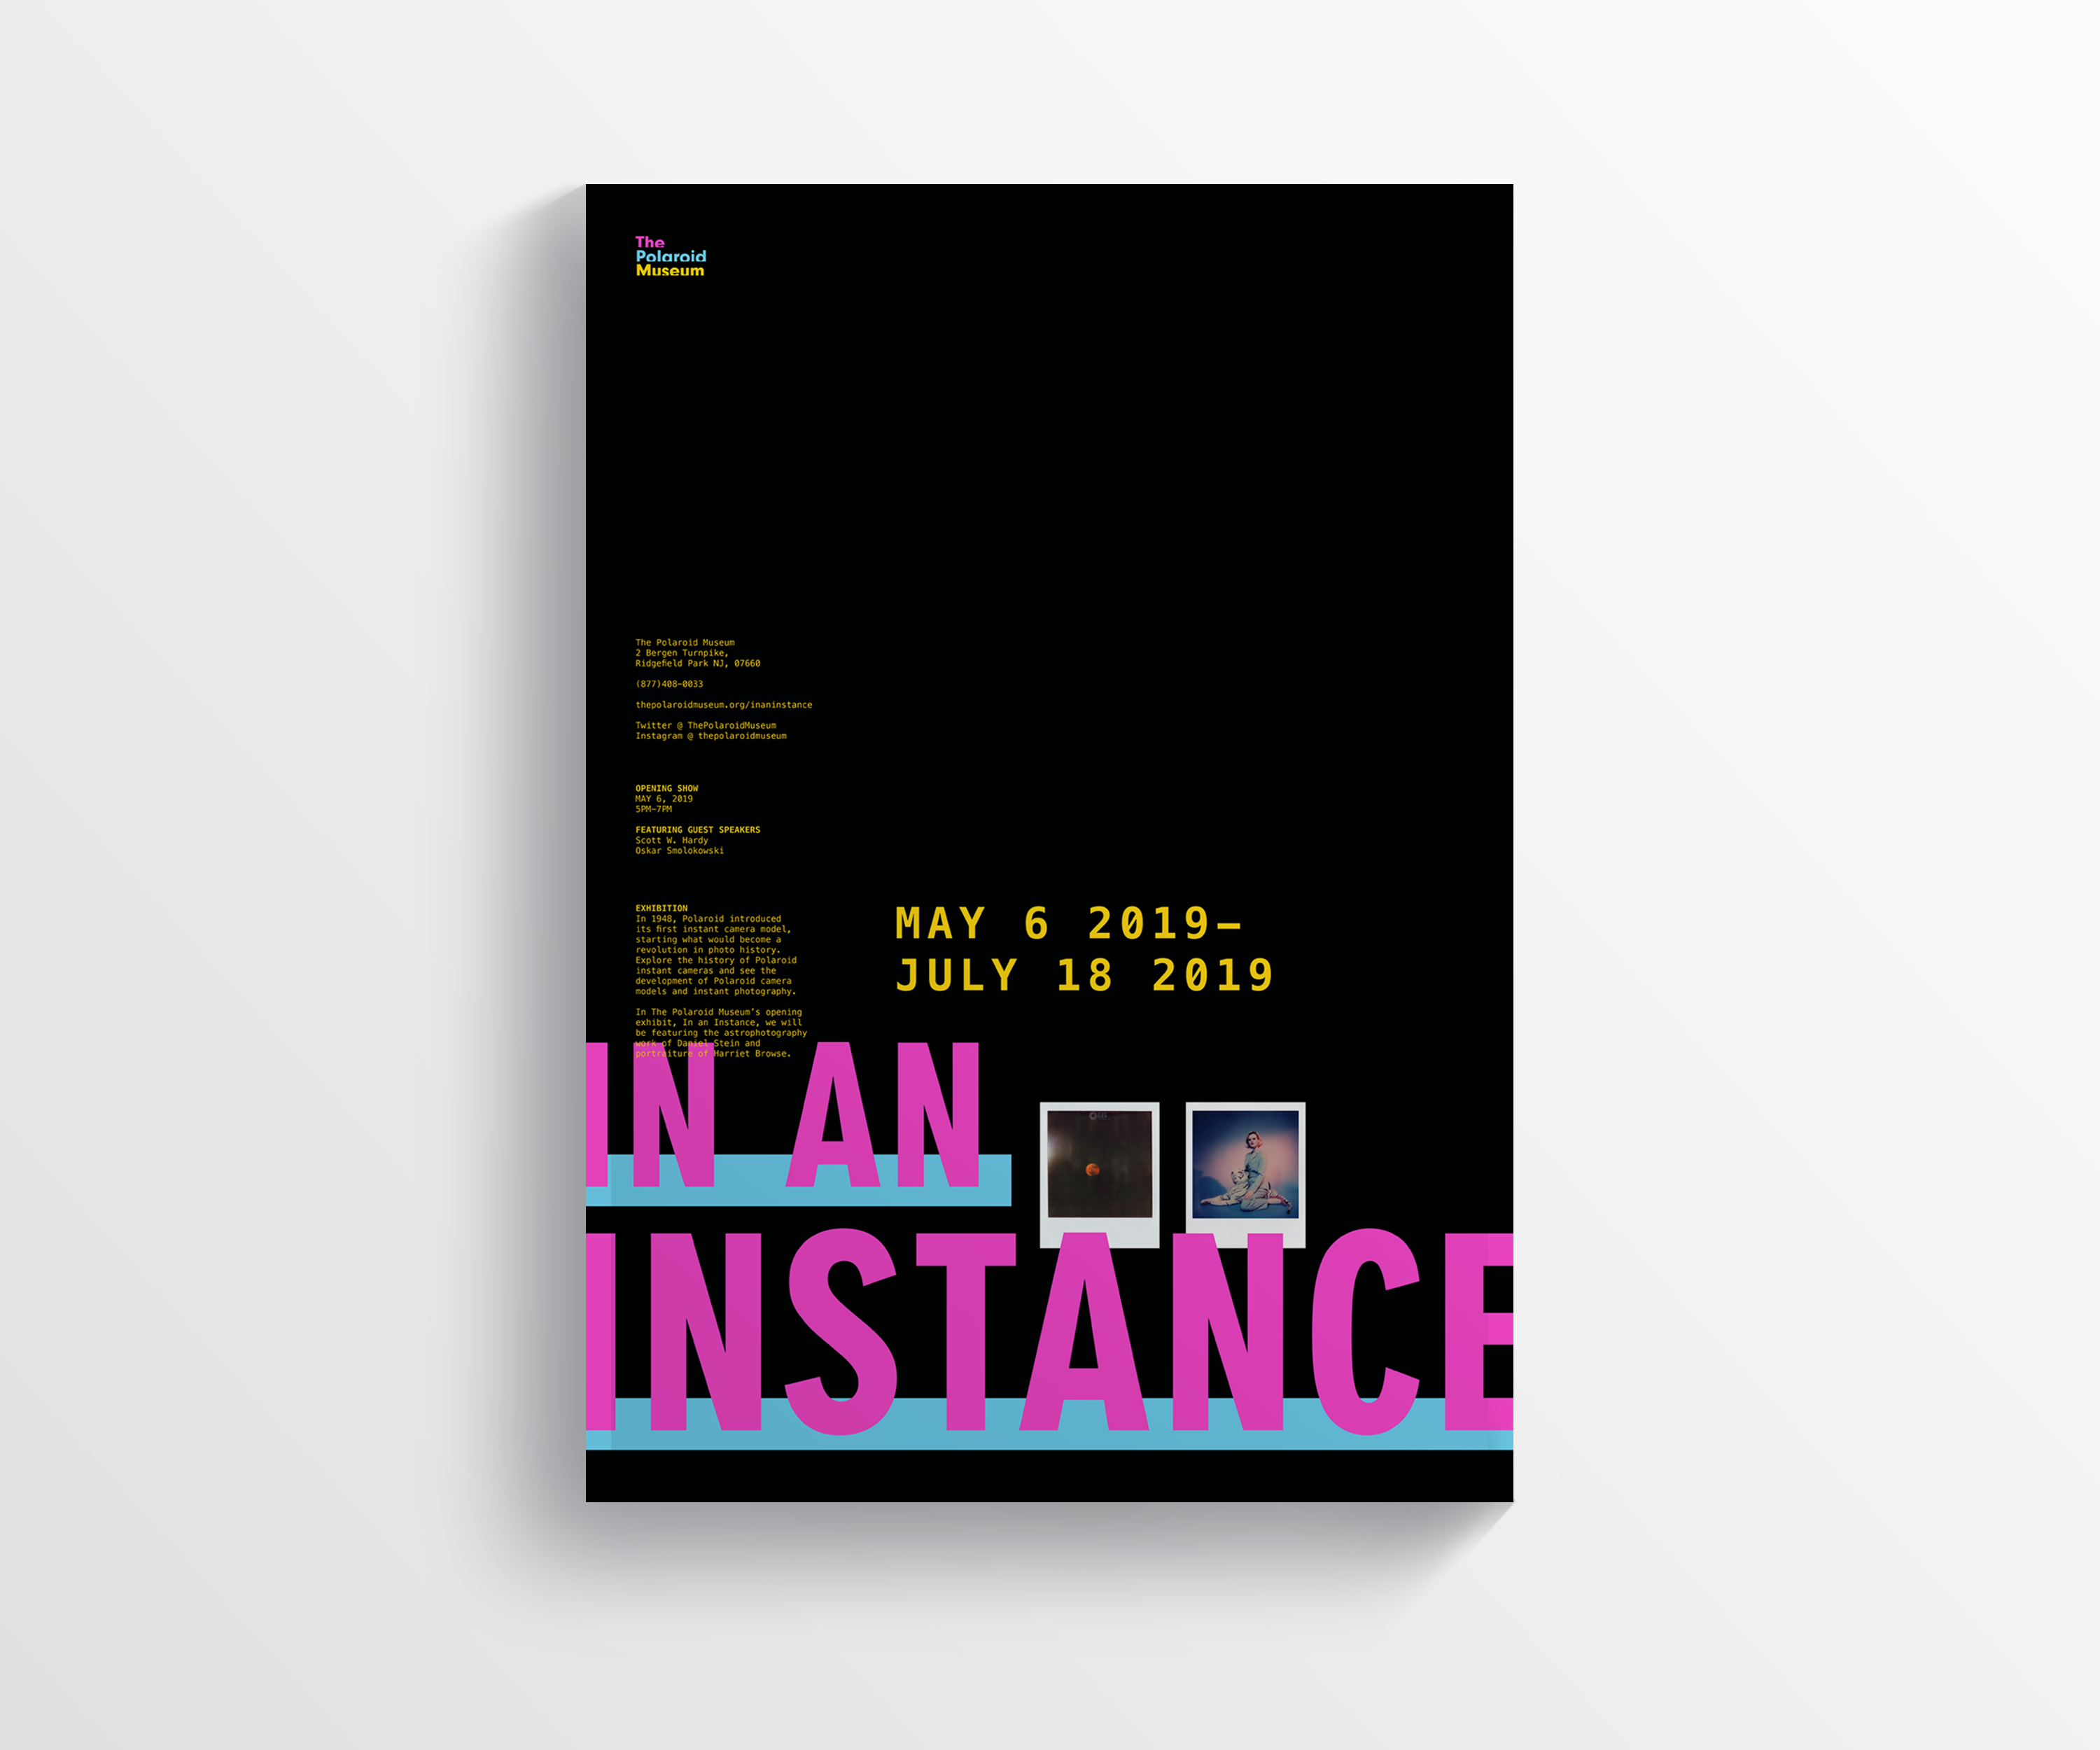 The
Polaroid
Museum
The Polaroid Museum
2 Bergen Turnpike,
Ridgefield Park NJ, 07660
(877)408-0033
thepolaroidmuseum.org/inaninstance
Twitter @ ThePolaroidMuseum
Instagram @ thepolaroidmuseum
OPENING SHOW
MAY 6, 2019
5PM–7PM
FEATURING GUEST SPEAKERS
Scott W. Hardy
Oskar Smolokowski
EXHIBITION
In 1948, Polaroid introduced
its first instant camera model,
starting what would become a
revolution in photo history.
Explore the history of Polaroid
instant cameras and see the
development of Polaroid camera
models and instant photography.
In The Polaroid Museum’s opening
exhibit, In an Instance, we will
be featuring the astrophotography
work of Daniel Stein and
portraiture of Harriet Browse.
MAY 6 2019–
JULY 18 2019
IN AN
INSTANCE